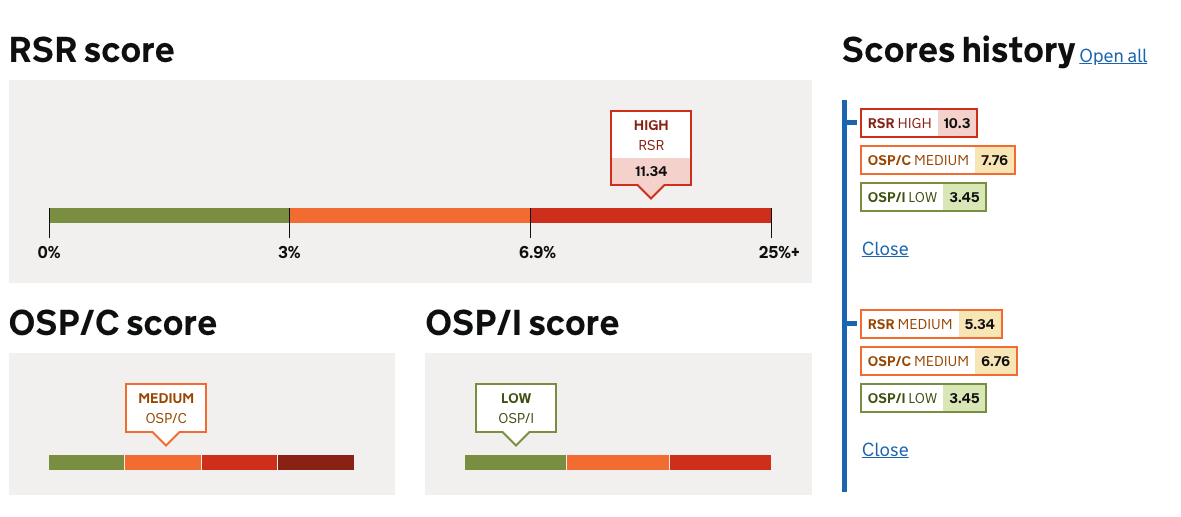 RSR score
HIGH
RSR
11.34
0%
3%
6.9%
25%+
OSP/C score
MEDIUM
OSP/C
OSP/I score
LOW
OSP/I
Scores history Open all
RSR HIGH 10.3
OSP/C MEDIUM 7.76
OSP/I LOW 3.45
Close
RSR MEDIUM 5.34
OSP/C MEDIUM 6.76
OSP/I LOW 3.45
Close